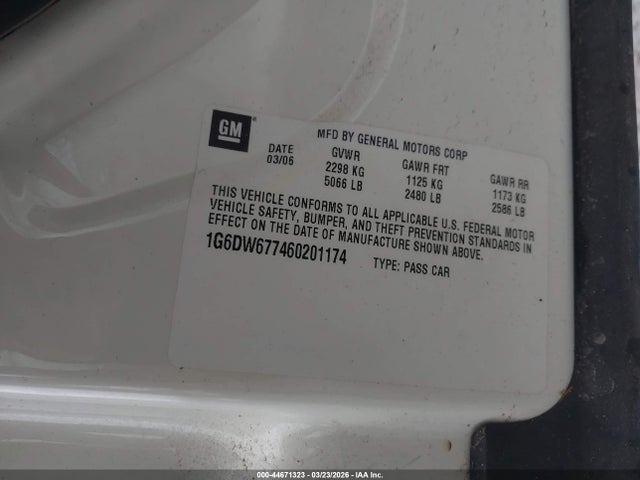 GM
MFD BY GENERAL MOTORS CORP
DATE GVWR GAWR FRT GAWR RR
03/06 2298 KG 1125 KG 1173 KG
5066 LB 2480 LB 2586 LB
THIS VEHICLE CONFORMS TO ALL APPLICABLE U.S. FEDERAL MOTOR
VEHICLE SAFETY, BUMPER, AND THEFT PREVENTION STANDARDS IN
EFFECT ON THE DATE OF MANUFACTURE SHOWN ABOVE.
1G6DW677460201174 TYPE: PASS CAR
000-44671323 | 03/23/2026 | IAA Inc.